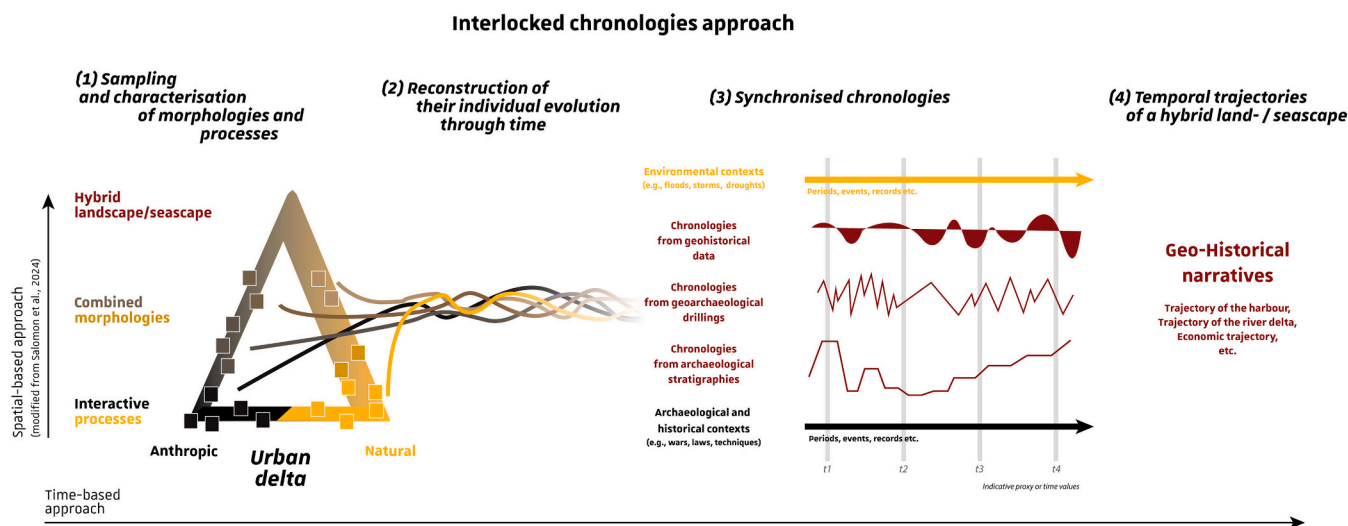 Interlocked chronologies approach
(1) Sampling
and characterisation
of morphologies and
processes
(2) Reconstruction of
their individual evolution
through time
(3) Synchronised chronologies
(4) Temporal trajectories
of a hybrid land- / seascape
Spatial-based approach
(modified from Salomon et al., 2024)
Hybrid
landscape/seascape
Combined
morphologies
Interactive
processes
Anthropic
Urban
delta
Natural
Environmental contexts
(e.g., floods, storms, droughts)
Periods, events, records etc.
Chronologies
from geohistorical
data
Chronologies
from geoarchaeological
drillings
Chronologies
from archaeological
stratigraphies
Archaeological and
historical contexts
(e.g., wars, laws, techniques)
Periods, events, records etc.
t1 t2 t3 t4
Indicative proxy or time values
Geo-Historical
narratives
Trajectory of the harbour,
Trajectory of the river delta,
Economic trajectory,
etc.
Time-based
approach